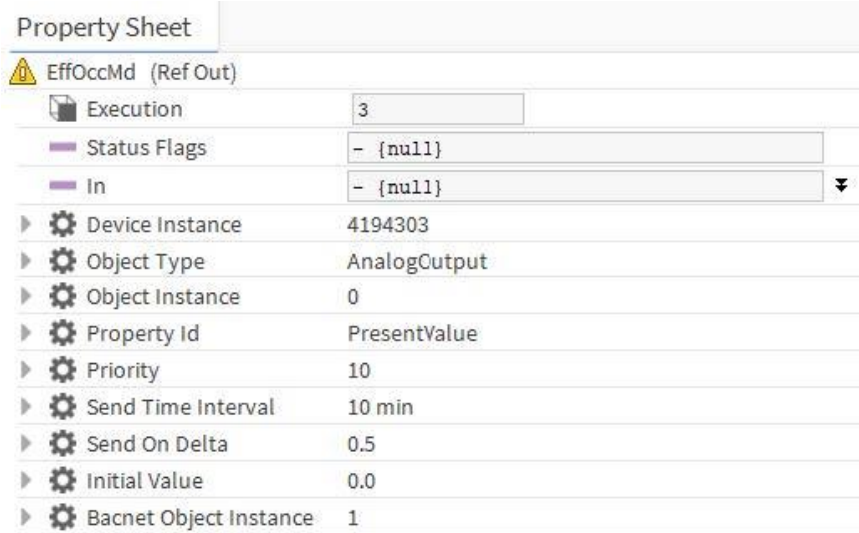 Property Sheet
EffOccMd (Ref Out)
Execution 3
Status Flags - {null}
In - {null}
Device Instance 4194303
Object Type AnalogOutput
Object Instance 0
Property Id PresentValue
Priority 10
Send Time Interval 10 min
Send On Delta 0.5
Initial Value 0.0
Bacnet Object Instance 1